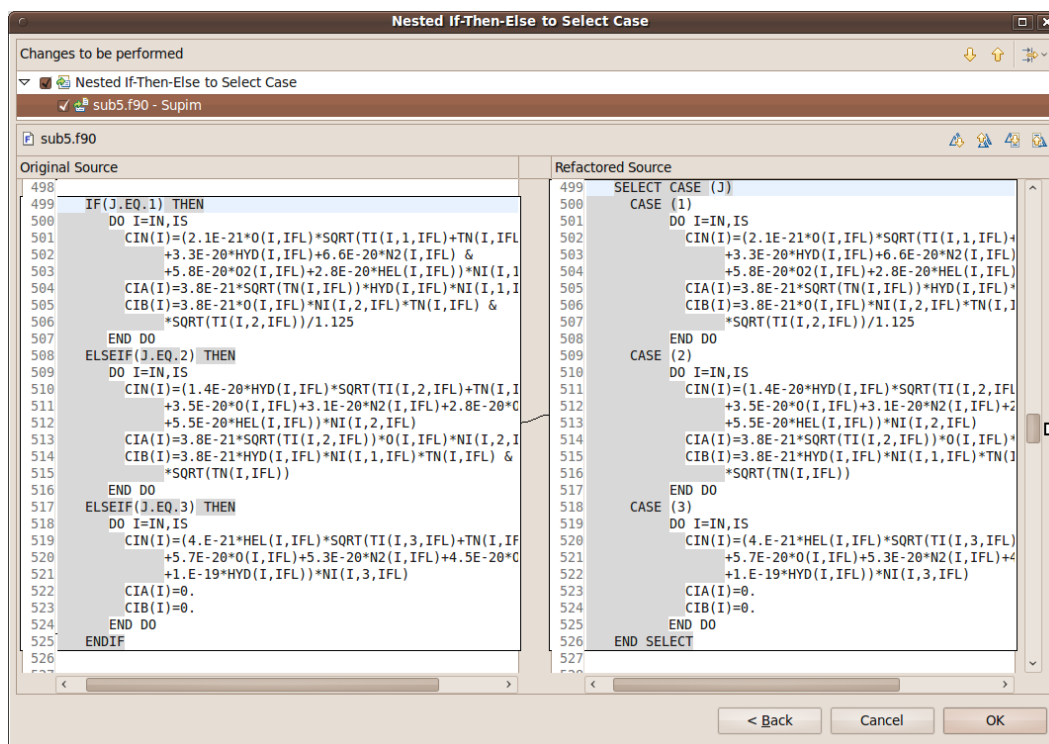 Nested If-Then-Else to Select Case
Changes to be performed
Nested If-Then-Else to Select Case
sub5.f90 - Supim
sub5.f90
Original Source
498
499 IF(J.EQ.1) THEN
500 DO I=IN,IS
501 CIN(I)=(2.1E-21*O(I,IFL)*SQRT(TI(I,1,IFL)+TN(I,IFL
502 +3.3E-20*HYD(I,IFL)+6.6E-20*N2(I,IFL) &
503 +5.8E-20*O2(I,IFL)+2.8E-20*HEL(I,IFL))*NI(I,1
504 CIA(I)=3.8E-21*SQRT(TN(I,IFL))*HYD(I,IFL)*NI(I,1,I
505 CIB(I)=3.8E-21*O(I,IFL)*NI(I,2,IFL)*TN(I,IFL) &
506 *SQRT(TI(I,2,IFL))/1.125
507 END DO
508 ELSEIF(J.EQ.2) THEN
509 DO I=IN,IS
510 CIN(I)=(1.4E-20*HYD(I,IFL)*SQRT(TI(I,2,IFL)+TN(I,I
511 +3.5E-20*O(I,IFL)+3.1E-20*N2(I,IFL)+2.8E-20*O
512 +5.5E-20*HEL(I,IFL))*NI(I,2,IFL)
513 CIA(I)=3.8E-21*SQRT(TI(I,2,IFL))*O(I,IFL)*NI(I,2,I
514 CIB(I)=3.8E-21*HYD(I,IFL)*NI(I,1,IFL)*TN(I,IFL) &
515 *SQRT(TN(I,IFL))
516 END DO
517 ELSEIF(J.EQ.3) THEN
518 DO I=IN,IS
519 CIN(I)=(4.E-21*HEL(I,IFL)*SQRT(TI(I,3,IFL)+TN(I,IF
520 +5.7E-20*O(I,IFL)+5.3E-20*N2(I,IFL)+4.5E-20*O
521 +1.E-19*HYD(I,IFL))*NI(I,3,IFL)
522 CIA(I)=0.
523 CIB(I)=0.
524 END DO
525 ENDIF
526
Refactored Source
499 SELECT CASE (J)
500 CASE (1)
501 DO I=IN,IS
502 CIN(I)=(2.1E-21*O(I,IFL)*SQRT(TI(I,1,IFL)+
503 +3.3E-20*HYD(I,IFL)+6.6E-20*N2(I,IFL)
504 +5.8E-20*O2(I,IFL)+2.8E-20*HEL(I,IFL)
505 CIA(I)=3.8E-21*SQRT(TN(I,IFL))*HYD(I,IFL)*
506 CIB(I)=3.8E-21*O(I,IFL)*NI(I,2,IFL)*TN(I,I
507 *SQRT(TI(I,2,IFL))/1.125
508 END DO
509 CASE (2)
510 DO I=IN,IS
511 CIN(I)=(1.4E-20*HYD(I,IFL)*SQRT(TI(I,2,IFL
512 +3.5E-20*O(I,IFL)+3.1E-20*N2(I,IFL)+2
513 +5.5E-20*HEL(I,IFL))*NI(I,2,IFL)
514 CIA(I)=3.8E-21*SQRT(TI(I,2,IFL))*O(I,IFL)*
515 CIB(I)=3.8E-21*HYD(I,IFL)*NI(I,1,IFL)*TN(I
516 *SQRT(TN(I,IFL))
517 END DO
518 CASE (3)
519 DO I=IN,IS
520 CIN(I)=(4.E-21*HEL(I,IFL)*SQRT(TI(I,3,IFL)
521 +5.7E-20*O(I,IFL)+5.3E-20*N2(I,IFL)+4
522 +1.E-19*HYD(I,IFL))*NI(I,3,IFL)
523 CIA(I)=0.
524 CIB(I)=0.
525 END DO
526 END SELECT
527
< Back
Cancel
OK